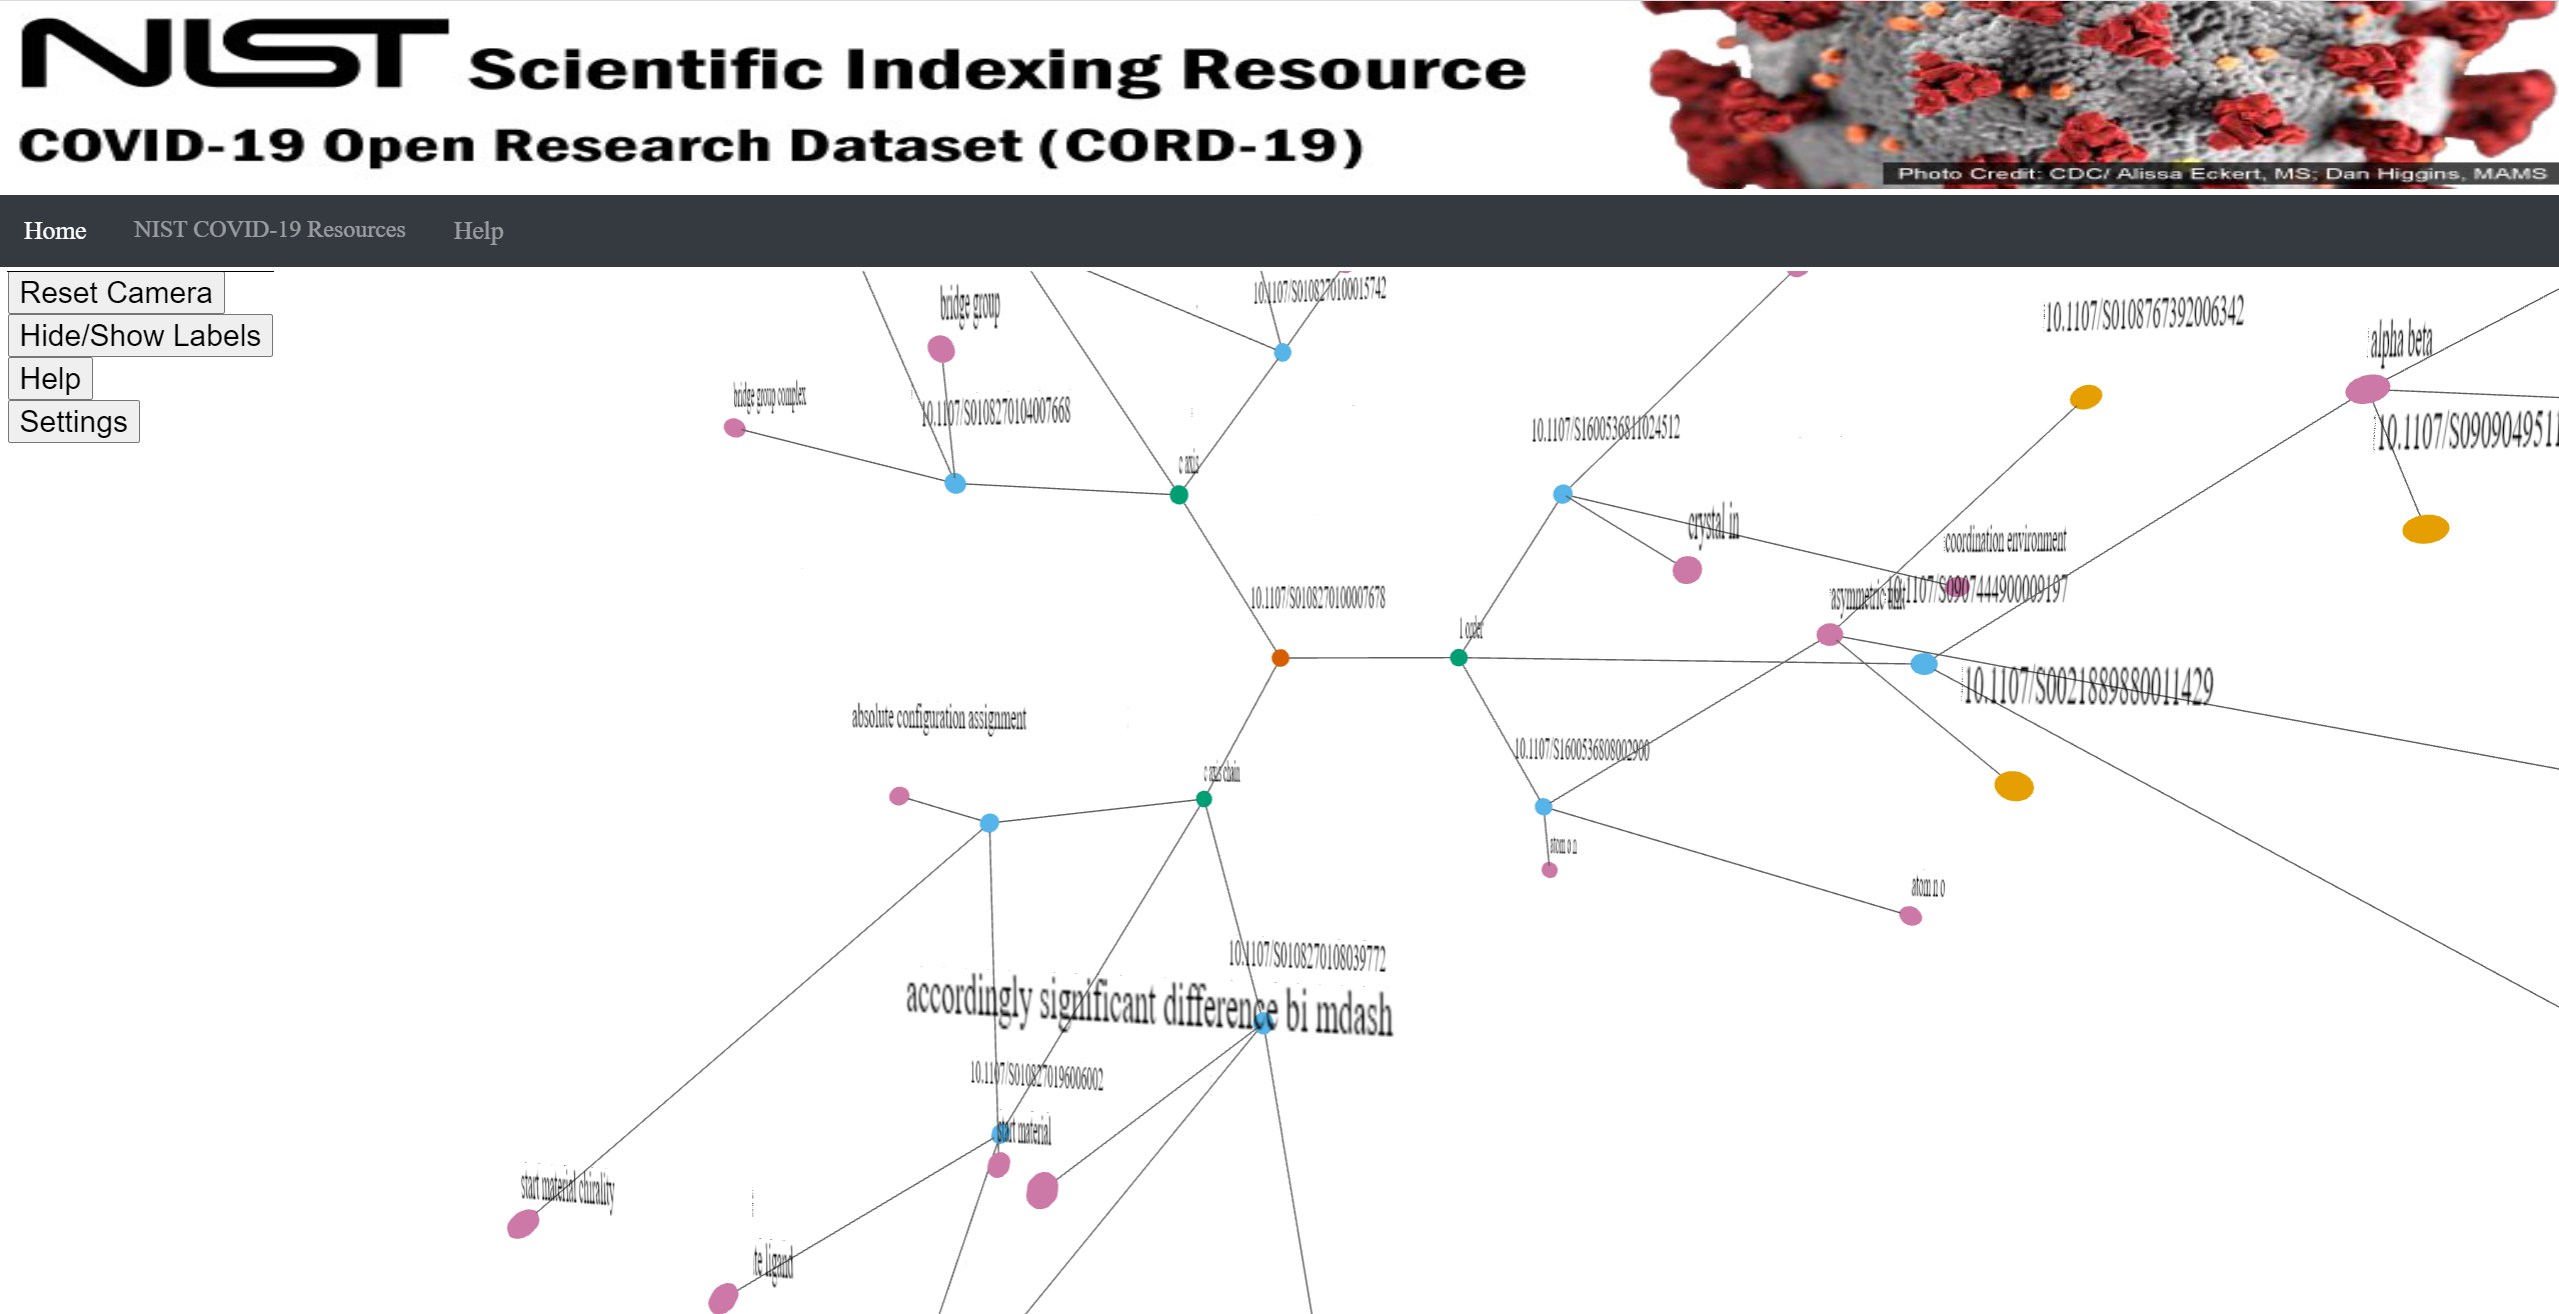 NIST Scientific Indexing Resource
COVID-19 Open Research Dataset (CORD-19)
Photo Credit: CDC/ Alissa Eckert, MS; Dan Higgins, MAMS
Home NIST COVID-19 Resources Help
Reset Camera
Hide/Show Labels
Help
Settings
10.1107/S0108270100015742
bridge group
10.1107/S0108767392006342
alpha beta
bridge group complex
10.1107/S0108270104007668
10.1107/S1600536811024512
10.1107/S090904951
c axis
crystal in
coordination environment
10.1107/S0108270100007678
asymmetric unit
10.1107/S0907444900009197
1 order
10.1107/S0021889880011429
absolute configuration assignment
10.1107/S1600536808002900
c axis chain
atom o n
atom n o
10.1107/S0108270108039772
accordingly significant difference bi mdash
10.1107/S0108270196006002
start material
start material chirality
te ligand